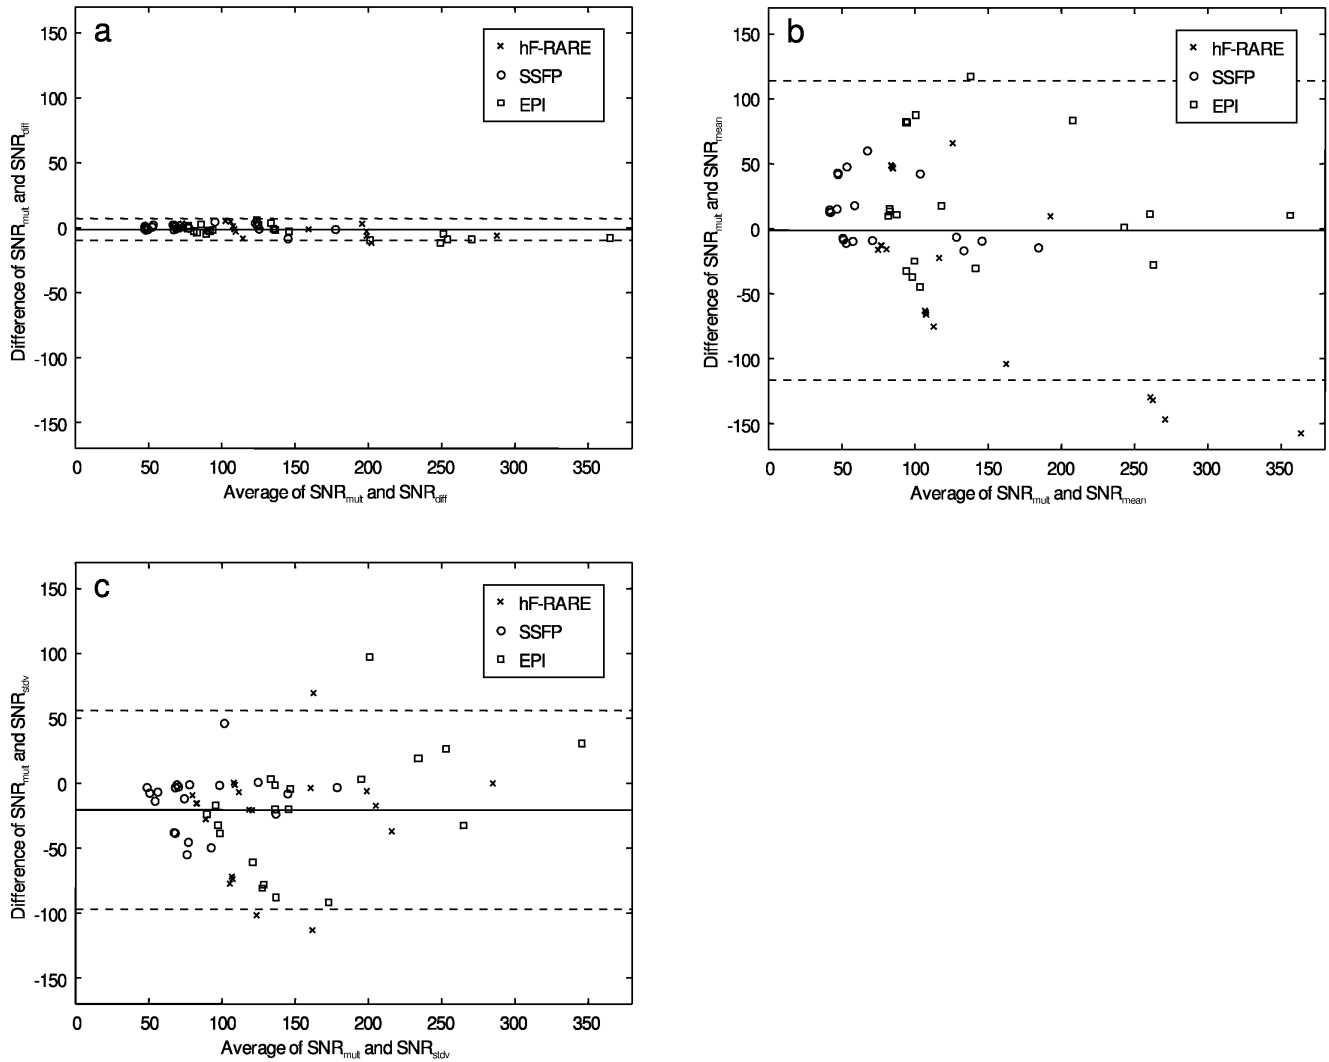 a
150
100
50
0
-50
-100
-150
hF-RARE
SSFP
EPI
Difference of SNRmut and SNRdiff
0 50 100 150 200 250 300 350
Average of SNRmult and SNRdiff
b
150
100
50
0
-50
-100
-150
hF-RARE
SSFP
EPI
Difference of SNRmult and SNRmean
0 50 100 150 200 250 300 350
Average of SNRmult and SNRmean
c
150
100
50
0
-50
-100
-150
hF-RARE
SSFP
EPI
Difference of SNRmult and SNRstdv
0 50 100 150 200 250 300 350
Average of SNRmult and SNRstdv